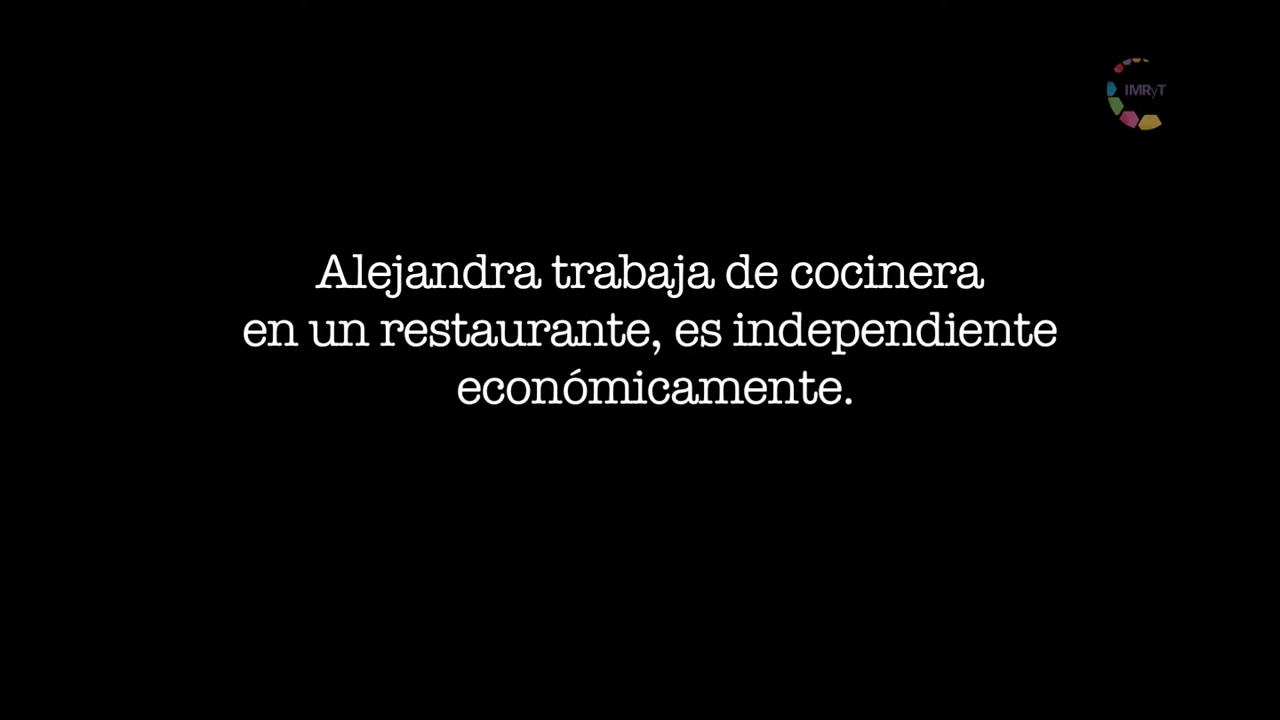 IMRyT
Alejandra trabaja de cocinera
en un restaurante, es independiente
económicamente.